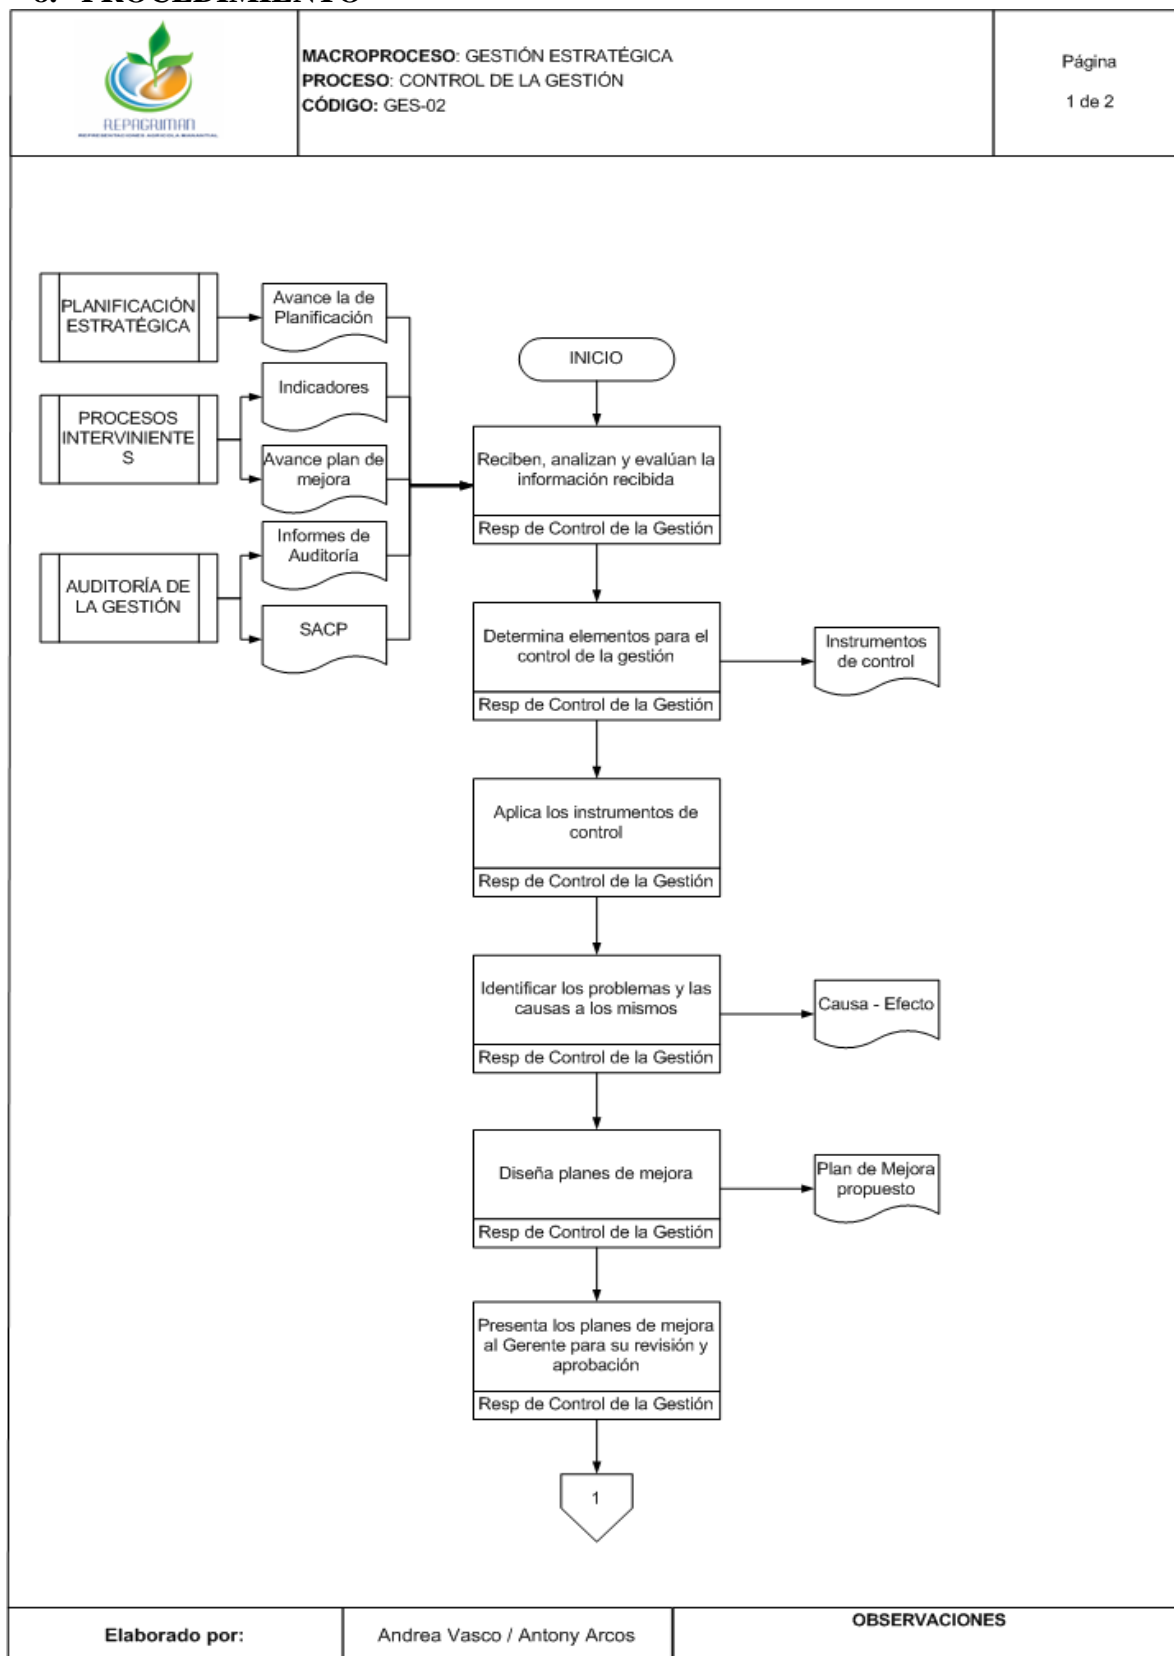 PROCEDIMIENTO
MACROPROCESO: GESTIÓN ESTRATÉGICA
PROCESO: CONTROL DE LA GESTIÓN
CÓDIGO: GES-02
Página
1 de 2
REPAGRIMAN
REPRESENTACIONES AGRICOLA MANANTIAL
PLANIFICACIÓN
ESTRATÉGICA
Avance la de
Planificación
INICIO
PROCESOS
INTERVINIENTE
S
Indicadores
Avance plan de
mejora
Reciben, analizan y evalúan la
información recibida
Resp de Control de la Gestión
AUDITORÍA DE
LA GESTIÓN
Informes de
Auditoría
SACP
Determina elementos para el
control de la gestión
Resp de Control de la Gestión
Instrumentos
de control
Aplica los instrumentos de
control
Resp de Control de la Gestión
Identificar los problemas y las
causas a los mismos
Resp de Control de la Gestión
Causa - Efecto
Diseña planes de mejora
Resp de Control de la Gestión
Plan de Mejora
propuesto
Presenta los planes de mejora
al Gerente para su revisión y
aprobación
Resp de Control de la Gestión
1
Elaborado por:
Andrea Vasco / Antony Arcos
OBSERVACIONES